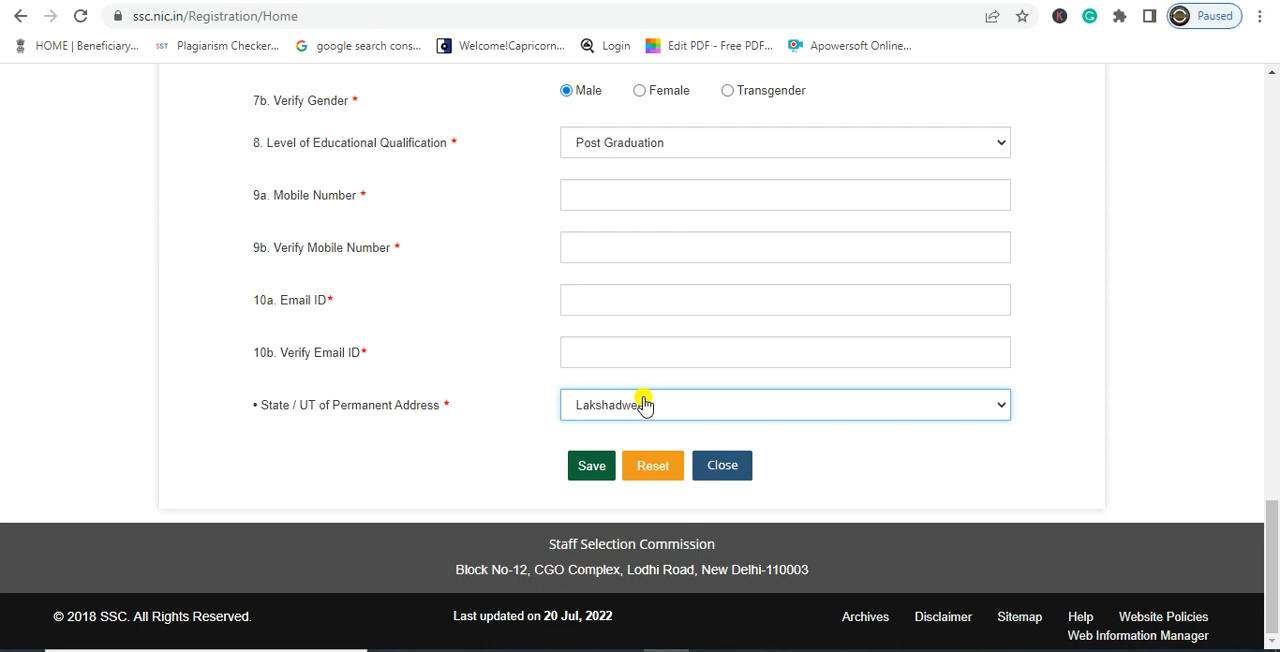 ssc.nic.in/Registration/Home
Paused
HOME | Beneficiary...
SST Plagiarism Checker...
google search cons...
Welcome!Capricorn...
Login
Edit PDF - Free PDF...
Apowersoft Online...
7b. Verify Gender *
Male Female Transgender
8. Level of Educational Qualification *
Post Graduation
9a. Mobile Number *
9b. Verify Mobile Number *
10a. Email ID*
10b. Verify Email ID*
• State / UT of Permanent Address *
Save Reset Close
Staff Selection Commission
Block No-12, CGO Complex, Lodhi Road, New Delhi-110003
© 2018 SSC. All Rights Reserved.
Last updated on 20 Jul, 2022
Archives Disclaimer Sitemap Help Website Policies
Web Information Manager